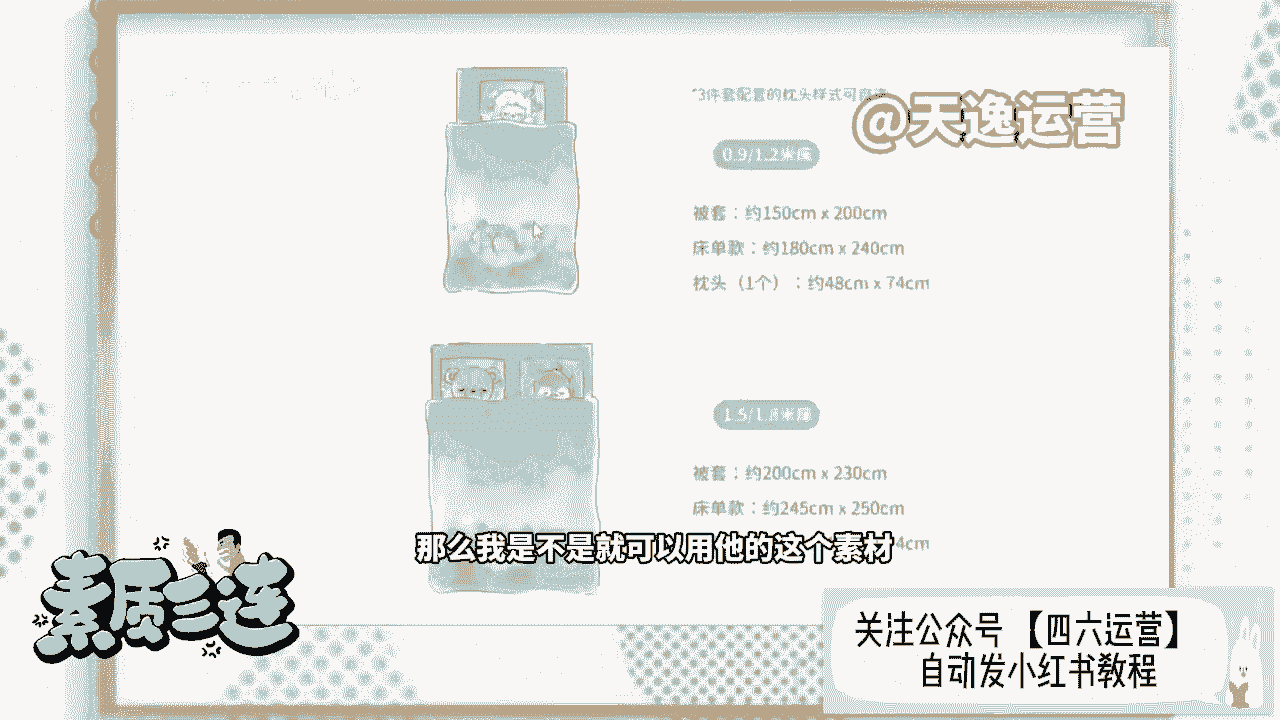 *3件套配套的枕头样式可自选
@天逸运营
0.9/1.2米床
被套：约150cm x 200cm
床单款：约180cm x 240cm
枕头（1个）：约48cm x 74cm
1.5/1.8米床
被套：约200cm x 230cm
床单款：约245cm x 250cm
4cm
那么我是不是就可以用他的这个素材
素质三连
关注公众号【四六运营】
自动发小红书教程